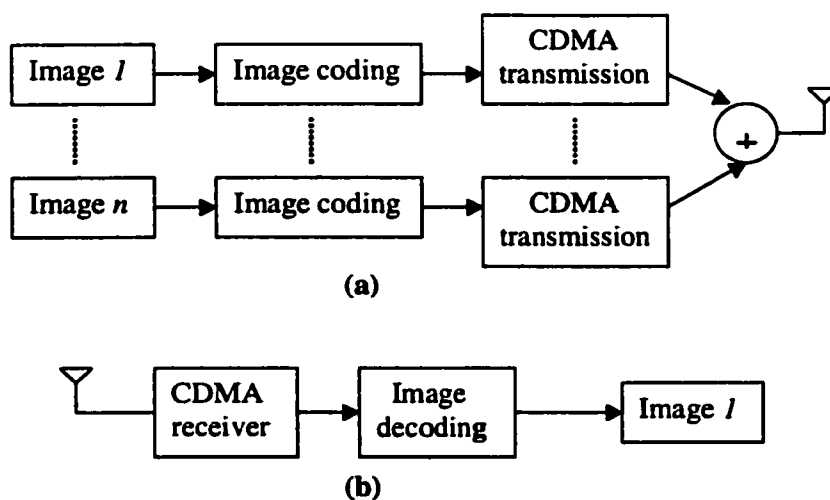 Image 1
Image coding
CDMA
transmission
+
Image n
Image coding
CDMA
transmission
(a)
CDMA
receiver
Image
decoding
Image 1
(b)